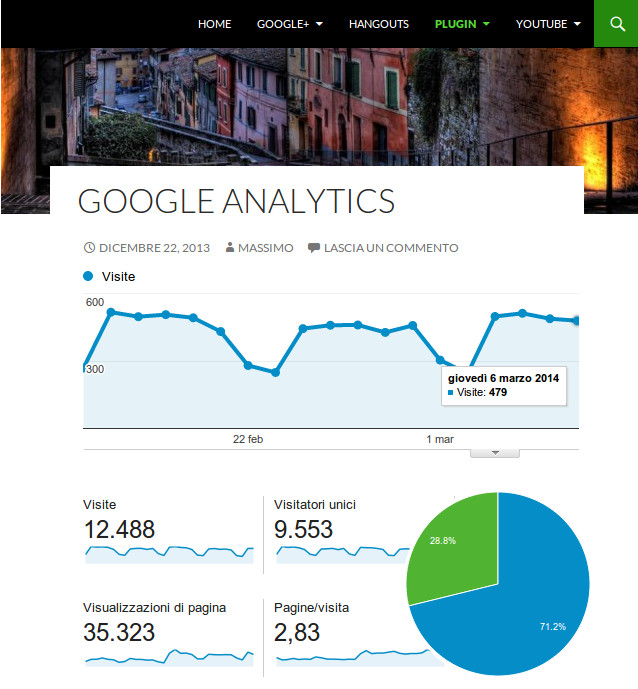 HOME GOOGLE+ HANGOUTS PLUGIN YOUTUBE
GOOGLE ANALYTICS
DICEMBRE 22, 2013 MASSIMO LASCIA UN COMMENTO
Visite
600
300
giovedì 6 marzo 2014
Visite: 479
22 feb 1 mar
Visite Visitatori unici
12.488 9.553
28.8%
71.2%
Visualizzazioni di pagina Pagine/visita
35.323 2,83